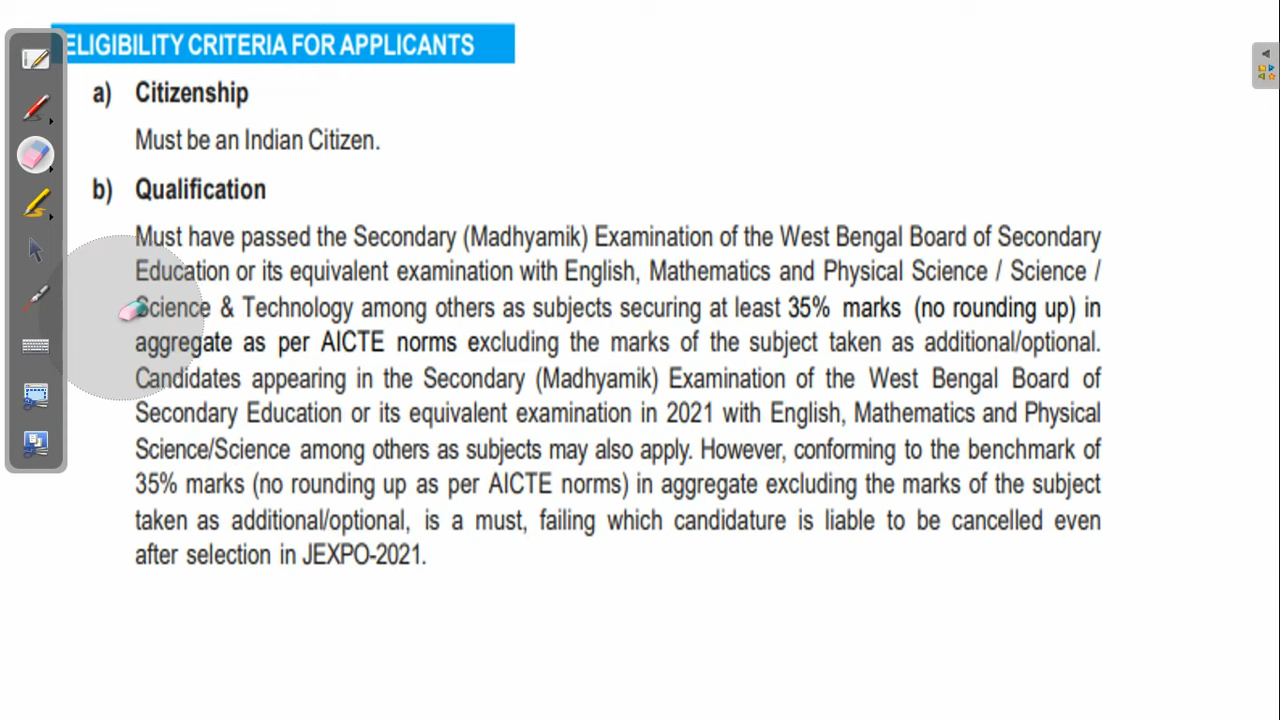 ELIGIBILITY CRITERIA FOR APPLICANTS
a) Citizenship
Must be an Indian Citizen.
b) Qualification
Must have passed the Secondary (Madhyamik) Examination of the West Bengal Board of Secondary
Education or its equivalent examination with English, Mathematics and Physical Science / Science /
Science & Technology among others as subjects securing at least 35% marks (no rounding up) in
aggregate as per AICTE norms excluding the marks of the subject taken as additional/optional.
Candidates appearing in the Secondary (Madhyamik) Examination of the West Bengal Board of
Secondary Education or its equivalent examination in 2021 with English, Mathematics and Physical
Science/Science among others as subjects may also apply. However, conforming to the benchmark of
35% marks (no rounding up as per AICTE norms) in aggregate excluding the marks of the subject
taken as additional/optional, is a must, failing which candidature is liable to be cancelled even
after selection in JEXPO-2021.